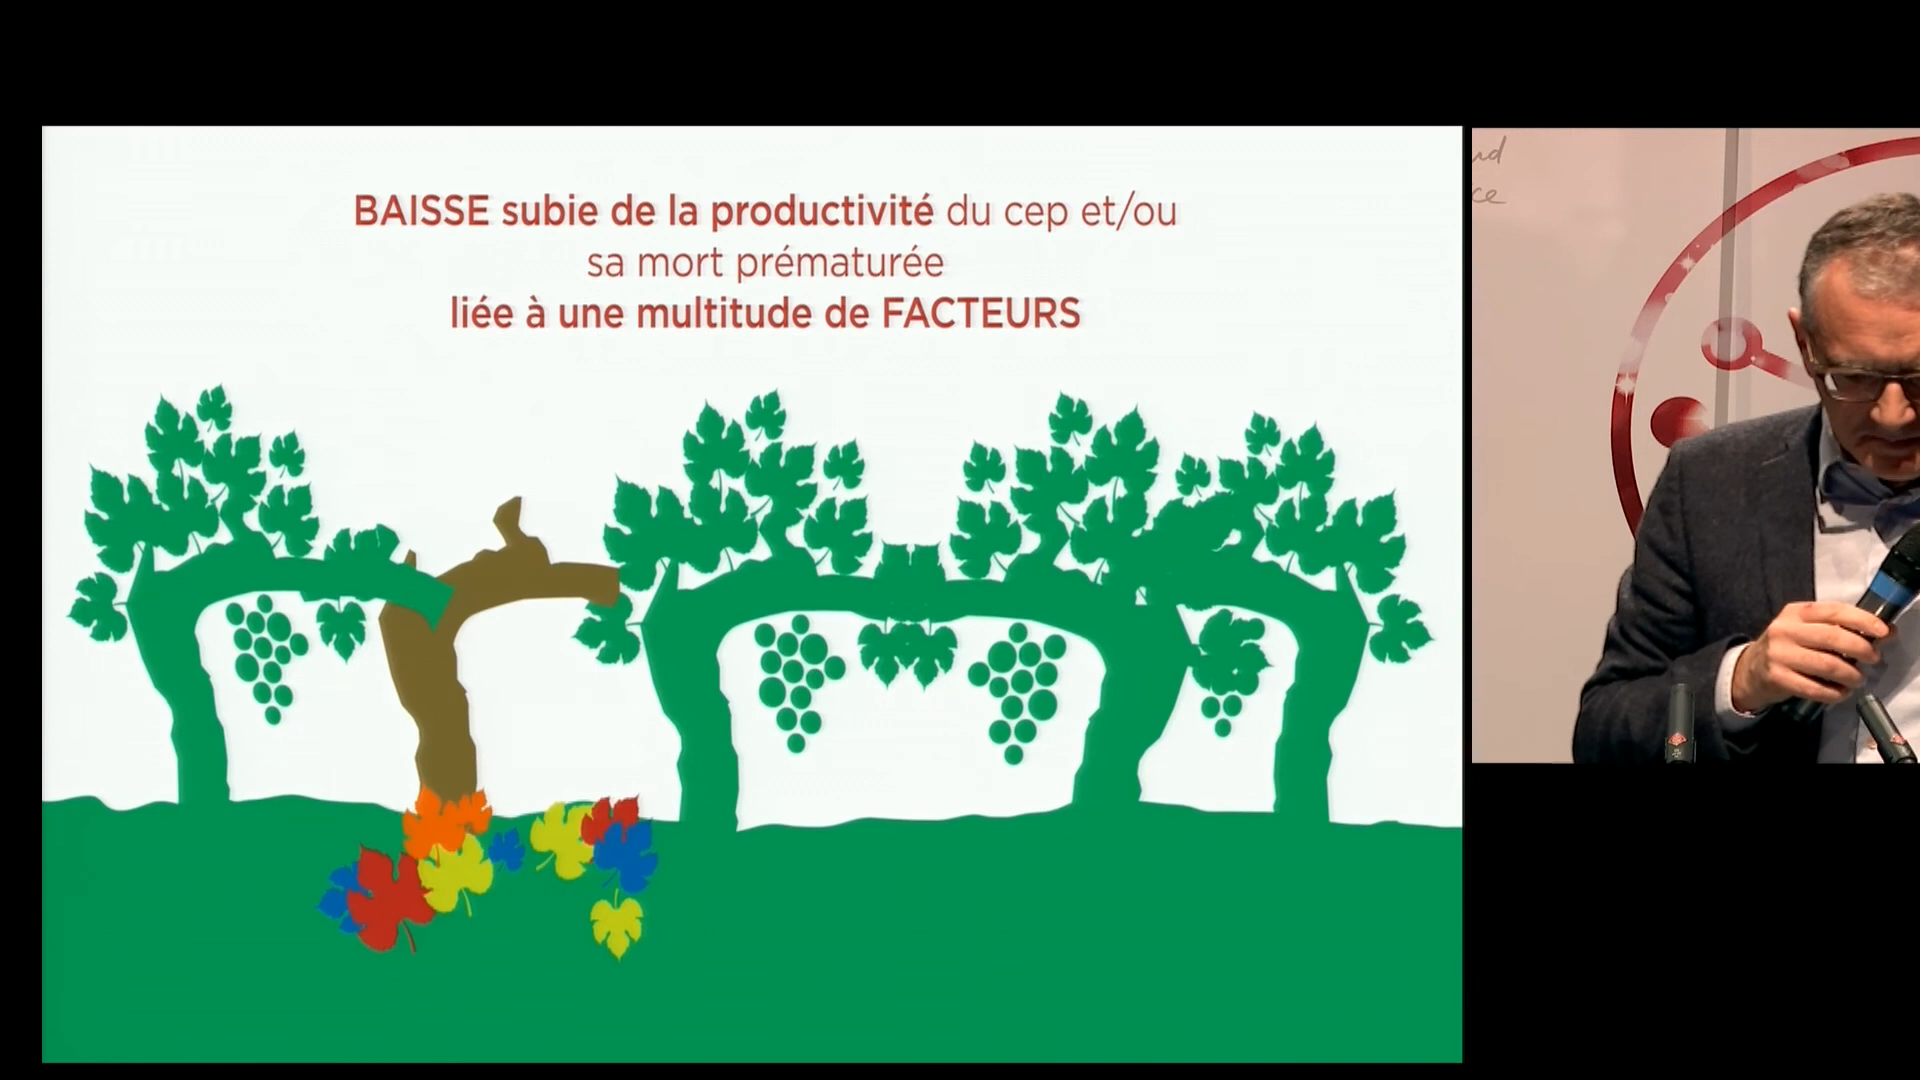 BAISSE subie de la productivité du cep et/ou
sa mort prématurée
liée à une multitude de FACTEURS